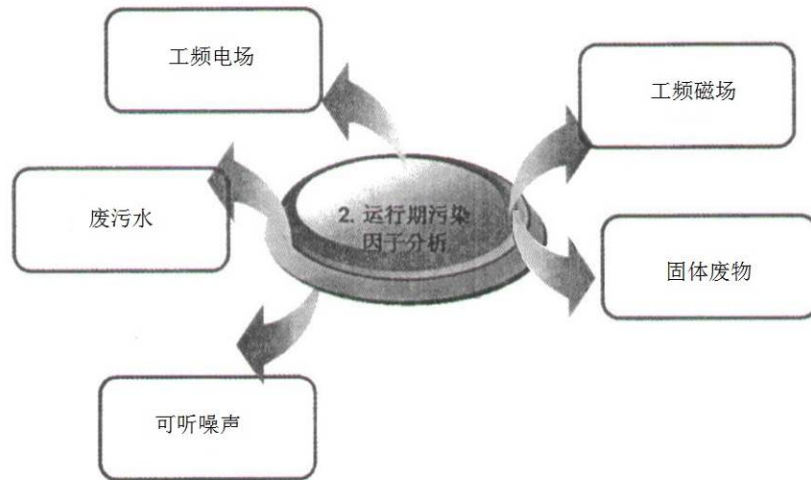 工频电场
工频磁场
废污水
2. 运行期污染
因子分析
固体废物
可听噪声